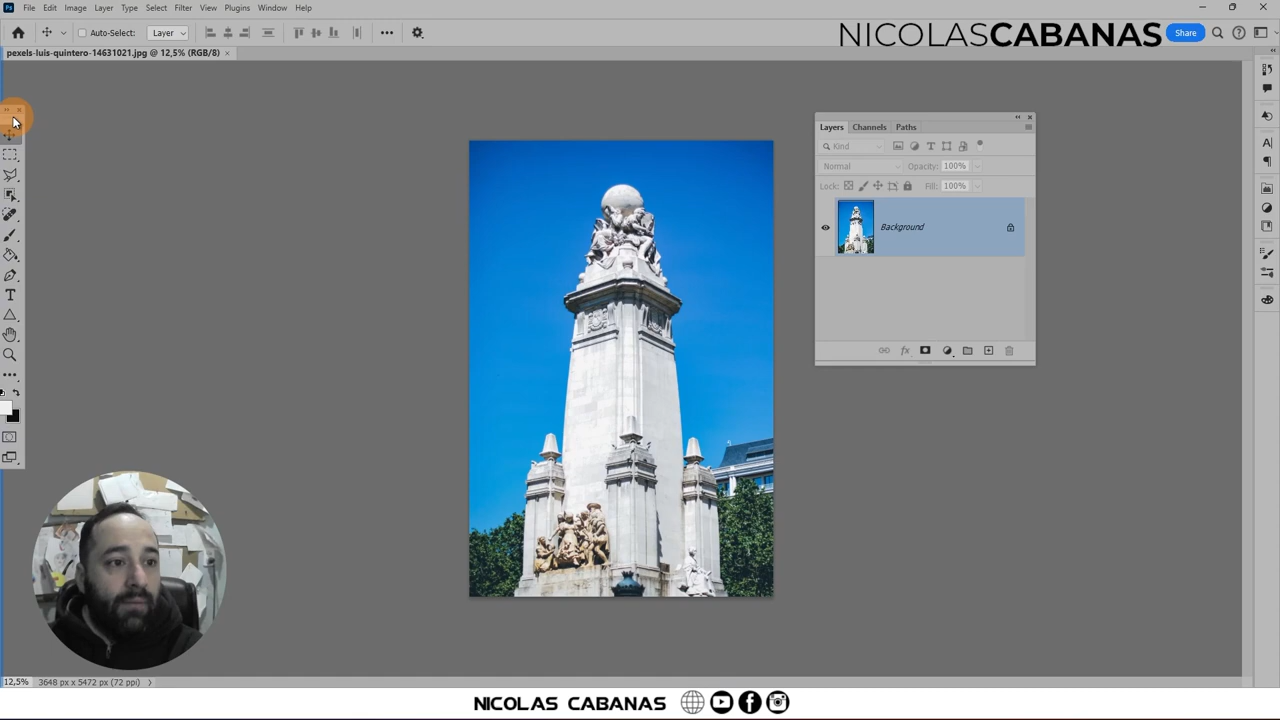 File Edit Image Layer Type Select Filter View Plugins Window Help
Auto-Select: Layer
NICOLASCABANAS
Share
pexels-luis-quintero-14631021.jpg @ 12,5% (RGB/8)
Layers Channels Paths
Kind
Normal Opacity: 100%
Lock: Fill: 100%
Background
12,5% 3648 px x 5472 px (72 ppi)
NICOLAS CABANAS